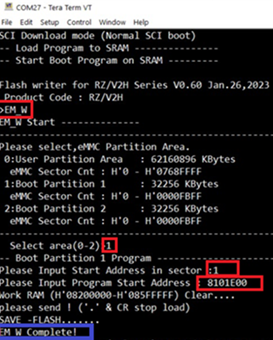 COM27 - Tera Term VT
File Edit Setup Control Window Help
SCI Download mode (Normal SCI boot)
-- Load Program to SRAM ---------------
-- Start Boot Program on SRAM ---------
Flash writer for RZ/V2H Series V0.60 Jan.26,2023
Product Code : RZ/V2H
>EM_W
EM_W Start --------------
-------------------------
Please select,eMMC Partition Area.
0:User Partition Area : 62160896 KBytes
eMMC Sector Cnt : H'0 - H'0768FFFF
1:Boot Partition 1 : 32256 KBytes
eMMC Sector Cnt : H'0 - H'0000FBFF
2:Boot Partition 2 : 32256 KBytes
eMMC Sector Cnt : H'0 - H'0000FBFF
-------------------------
Select area(0-2) :1
-- Boot Partition 1 Program -----------------
Please Input Start Address in sector :1
Please Input Program Start Address : 8101E00
Work RAM (H'08200000-H'085FFFFF) Clear....
please send ! ('.' & CR stop load)
SAVE -FLASH.......
EM_W Complete!